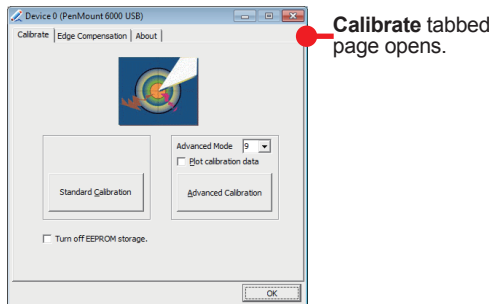 Device 0 (PenMount 6000 USB)
Calibrate Edge Compensation About
Calibrate tabbed
page opens.
Advanced Mode 9
Plot calibration data
Standard Calibration
Advanced Calibration
Turn off EEPROM storage.
OK